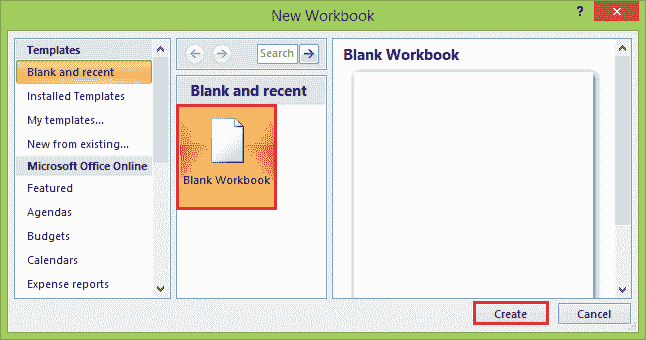 New Workbook
?
Templates
Blank and recent
Installed Templates
My templates...
New from existing...
Microsoft Office Online
Featured
Agendas
Budgets
Calendars
Expense reports
Search
Blank and recent
Blank Workbook
Blank Workbook
Create
Cancel